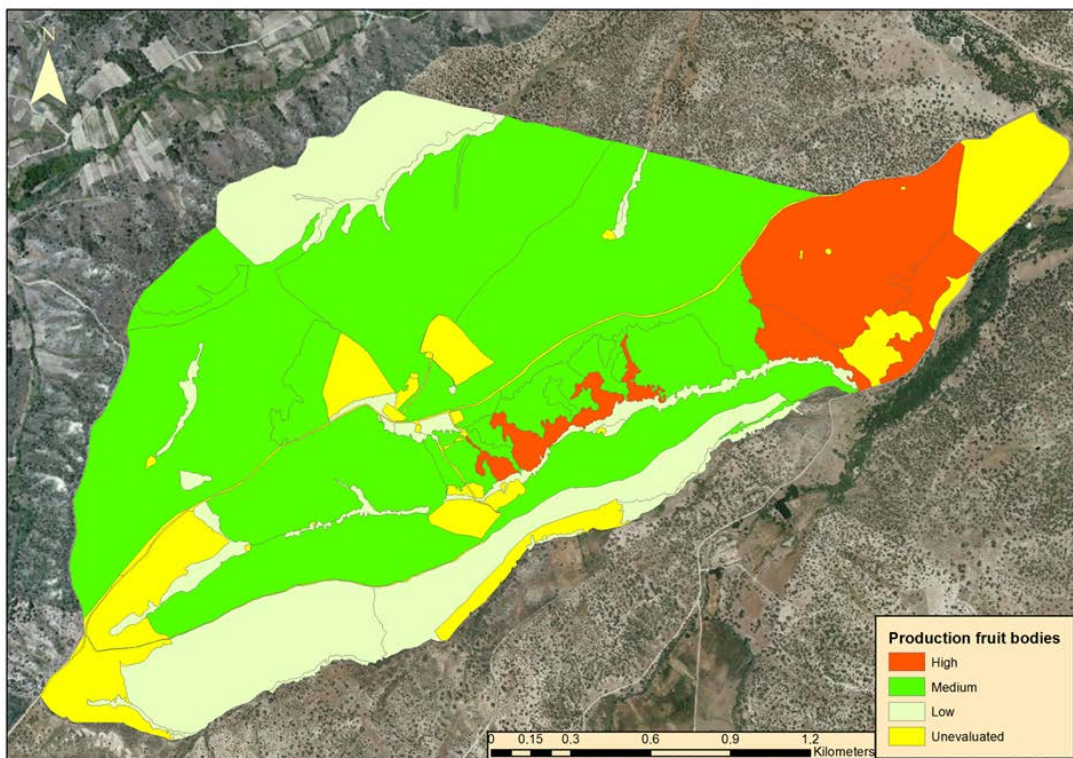 N
Production fruit bodies
High
Medium
Low
Unevaluated
0 0.15 0.3 0.6 0.9 1.2
Kilometers